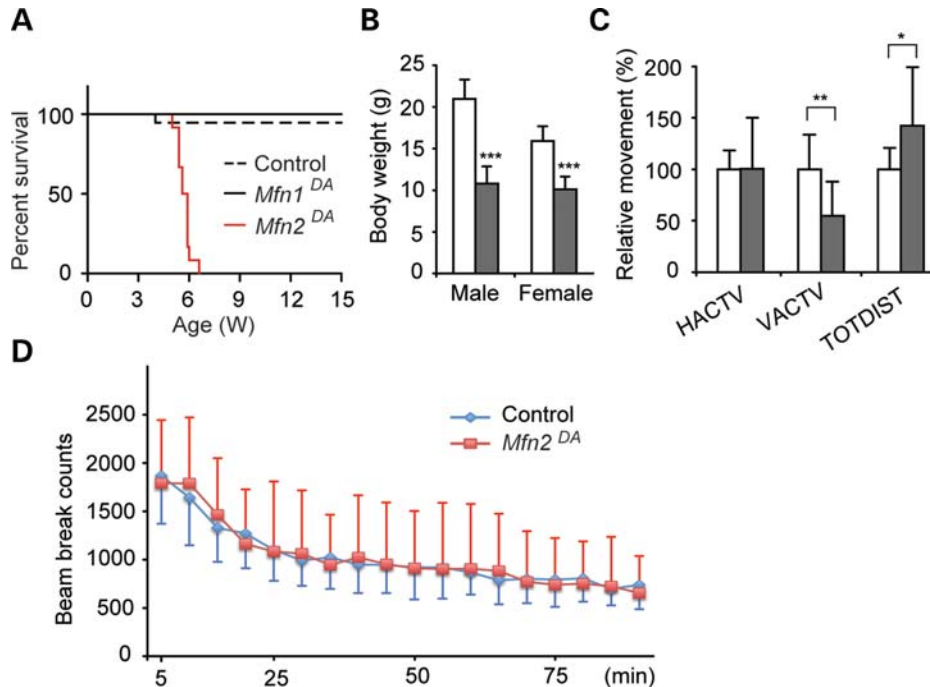 A
Percent survival
100
50
0
0 3 6 9 12 15
Age (W)
Control
Mfn1 DA
Mfn2 DA
B
Body weight (g)
25
20
15
10
5
0
***
***
Male Female
C
Relative movement (%)
200
150
100
50
0
**
*
HACTV
VACTV
TOTDIST
D
Beam break counts
2500
2000
1500
1000
500
0
5 25 50 75 (min)
Control
Mfn2 DA